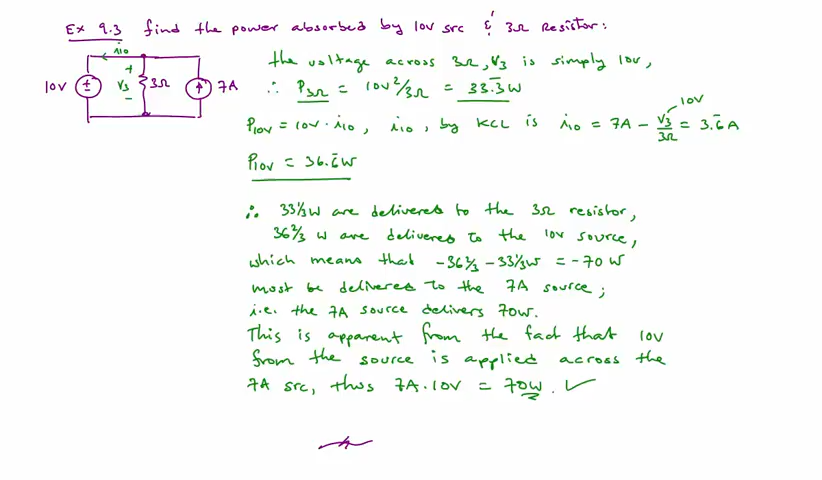 Ex 9.3 find the power absorbed by 10V src & 3Ω Resistor:
i10
10V
+
V3
-
3Ω
7A
the voltage across 3Ω, V3 is simply 10V,
∴ P3Ω = 10V²/3Ω = 33.3̄W
10V
P10V = 10V · i10, i10, by KCL is i10 = 7A - V3/3Ω = 3.6̄A
P10V = 36.6̄W
∴ 33⅓W are delivered to the 3Ω resistor,
36⅔ W are delivered to the 10V source,
which means that -36⅔ - 33⅓W = -70W
must be delivered to the 7A source;
i.e. the 7A source delivers 70W.
This is apparent from the fact that 10V
from the source is applied across the
7A src, thus 7A · 10V = 70W. ✓